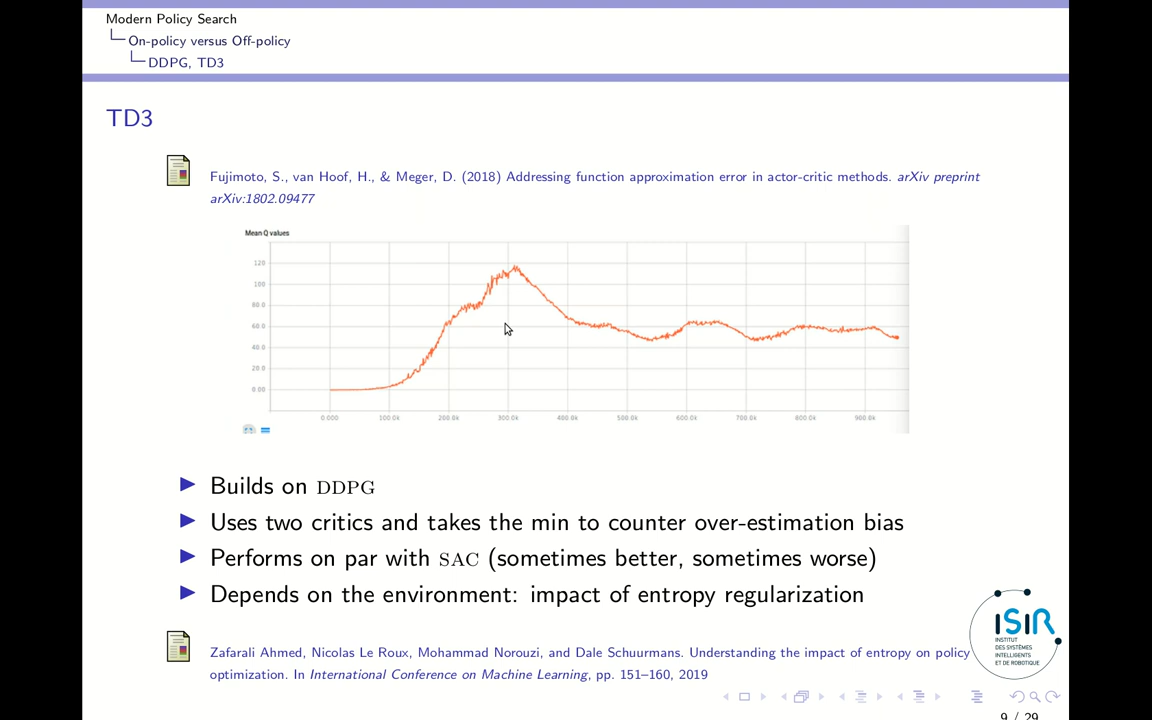 Modern Policy Search
On-policy versus Off-policy
DDPG, TD3
TD3
Fujimoto, S., van Hoof, H., & Meger, D. (2018) Addressing function approximation error in actor-critic methods. arXiv preprint
arXiv:1802.09477
Mean Q values
120
100
80.0
60.0
40.0
20.0
0.00
0.000 100.0k 200.0k 300.0k 400.0k 500.0k 600.0k 700.0k 800.0k 900.0k
Builds on DDPG
Uses two critics and takes the min to counter over-estimation bias
Performs on par with SAC (sometimes better, sometimes worse)
Depends on the environment: impact of entropy regularization
ISIR
INSTITUT
DES SYSTÈMES
INTELLIGENTS
ET DE ROBOTIQUE
Zafarali Ahmed, Nicolas Le Roux, Mohammad Norouzi, and Dale Schuurmans. Understanding the impact of entropy on policy
optimization. In International Conference on Machine Learning, pp. 151–160, 2019
9 / 29